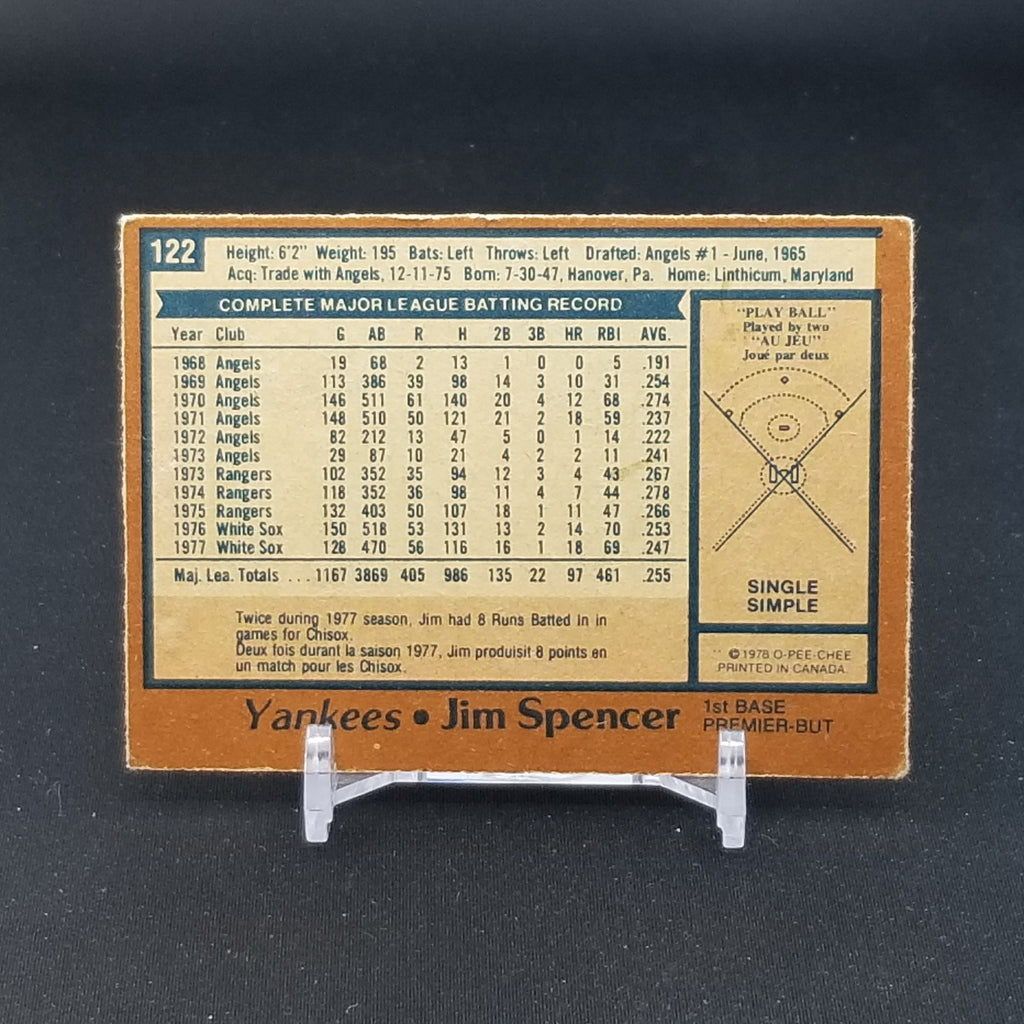 122
Height: 6'2" Weight: 195 Bats: Left Throws: Left Drafted: Angels #1 - June, 1965
Acq: Trade with Angels, 12-11-75 Born: 7-30-47, Hanover, Pa. Home: Linthicum, Maryland
COMPLETE MAJOR LEAGUE BATTING RECORD
Year Club G AB R H 2B 3B HR RBI AVG.
1968 Angels 19 68 2 13 1 0 0 5 .191
1969 Angels 113 386 39 98 14 3 10 31 .254
1970 Angels 146 511 61 140 20 4 12 68 .274
1971 Angels 148 510 50 121 21 2 18 59 .237
1972 Angels 82 212 13 47 5 0 1 14 .222
1973 Angels 29 87 10 21 4 2 2 11 .241
1973 Rangers 102 352 35 94 12 3 4 43 .267
1974 Rangers 118 352 36 98 11 4 7 44 .278
1975 Rangers 132 403 50 107 18 1 11 47 .266
1976 White Sox 150 518 53 131 13 2 14 70 .253
1977 White Sox 128 470 56 116 16 1 18 69 .247
Maj. Lea. Totals ... 1167 3869 405 986 135 22 97 461 .255
Twice during 1977 season, Jim had 8 Runs Batted In in
games for Chisox.
Deux fois durant la saison 1977, Jim produisit 8 points en
un match pour les Chisox.
"PLAY BALL"
Played by two
"AU JEU"
Joué par deux
SINGLE
SIMPLE
© 1978 O-PEE-CHEE
PRINTED IN CANADA.
Yankees • Jim Spencer
1st BASE
PREMIER-BUT